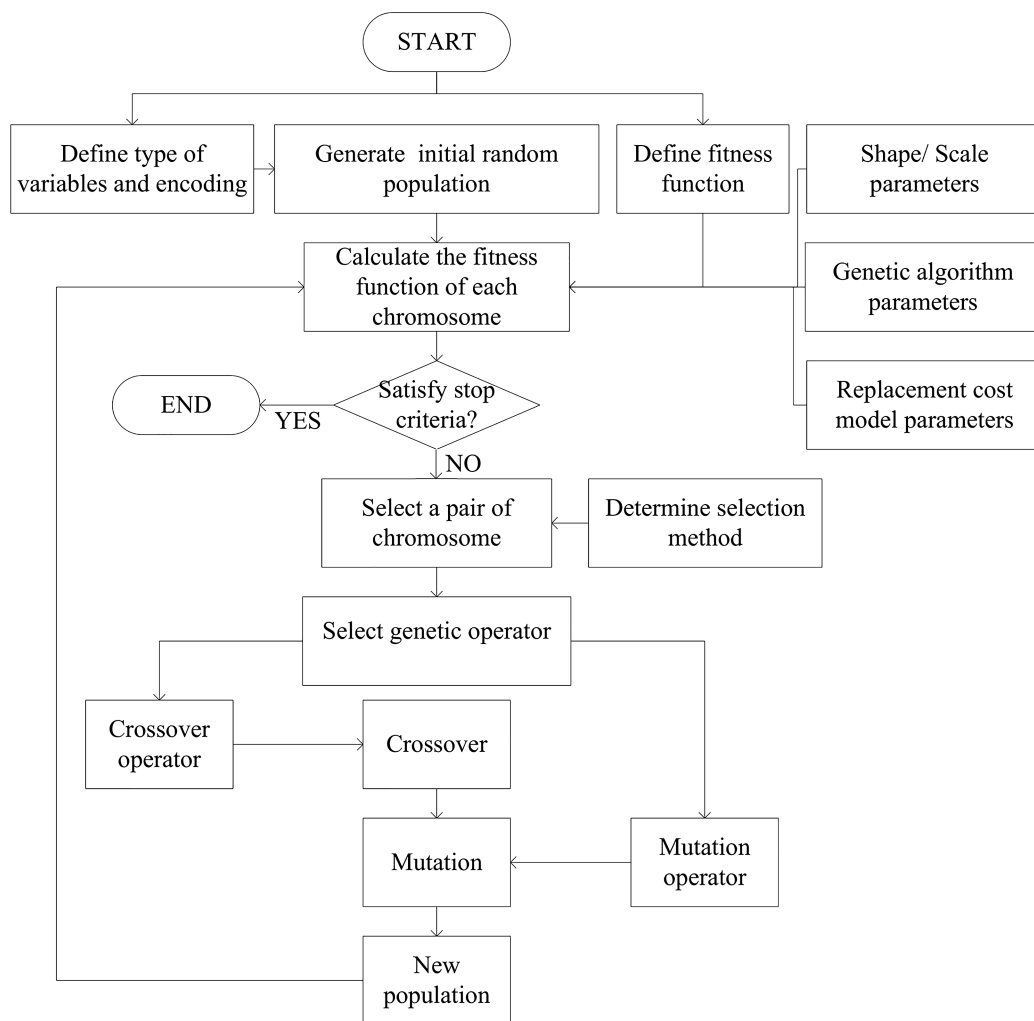 START
Define type of
variables and encoding
Generate initial random
population
Define fitness
function
Shape/ Scale
parameters
Calculate the fitness
function of each
chromosome
Genetic algorithm
parameters
Satisfy stop
criteria?
END
YES
Replacement cost
model parameters
NO
Select a pair of
chromosome
Determine selection
method
Select genetic operator
Crossover
operator
Crossover
Mutation
Mutation
operator
New
population